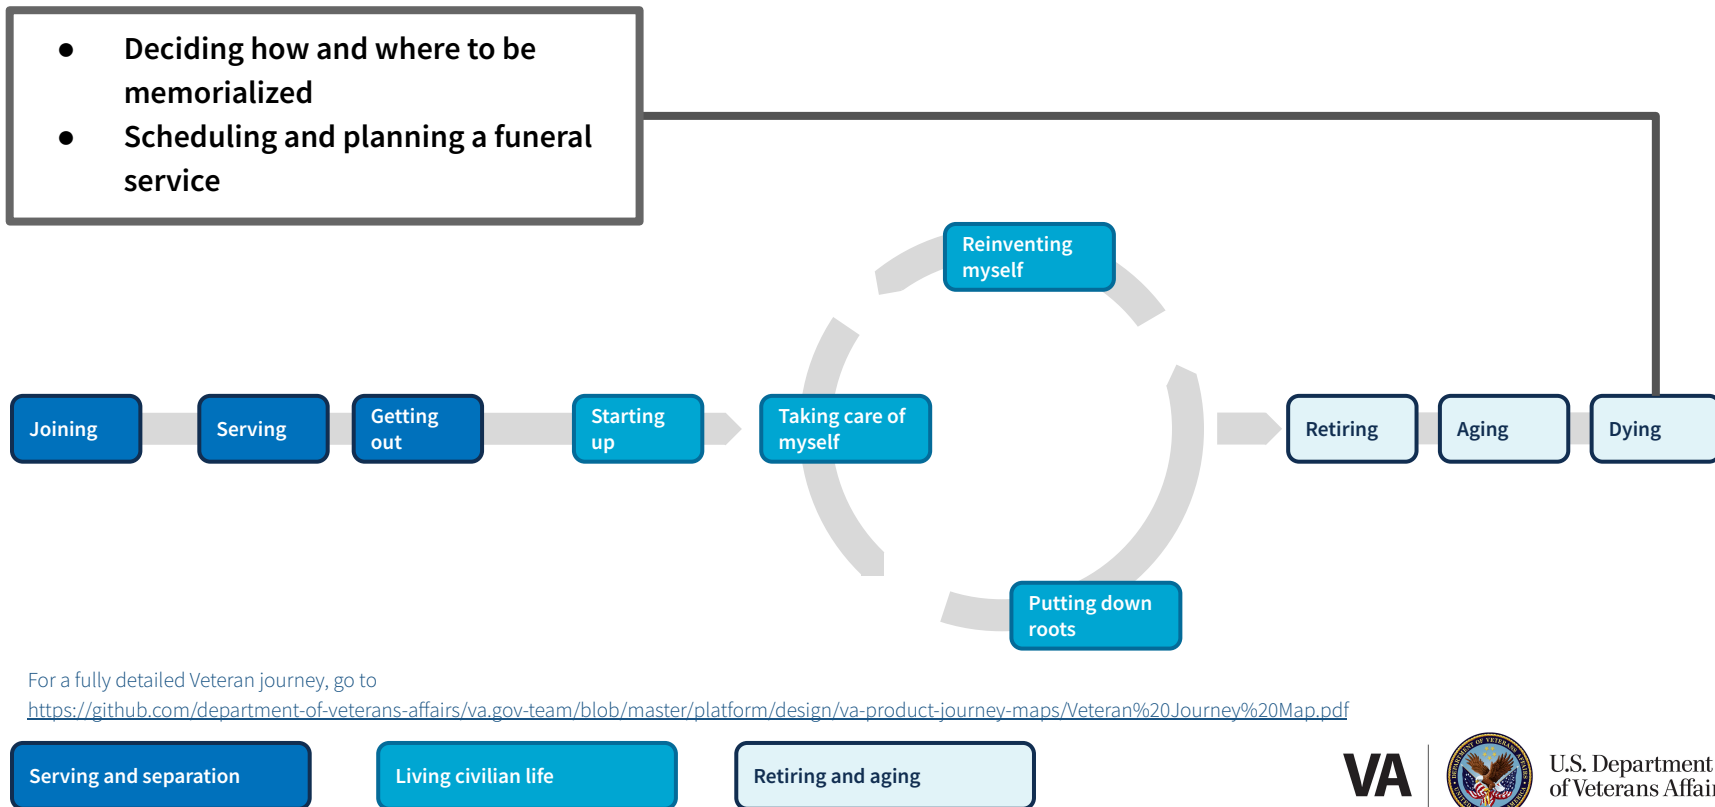 ● Deciding how and where to be
memorialized
● Scheduling and planning a funeral
service
Reinventing
myself
Joining
Serving
Getting
out
Starting
up
Taking care of
myself
Retiring
Aging
Dying
Putting down
roots
For a fully detailed Veteran journey, go to
https://github.com/department-of-veterans-affairs/va.gov-team/blob/master/platform/design/va-product-journey-maps/Veteran%20Journey%20Map.pdf
Serving and separation
Living civilian life
Retiring and aging
VA
U.S. Department
of Veterans Affair